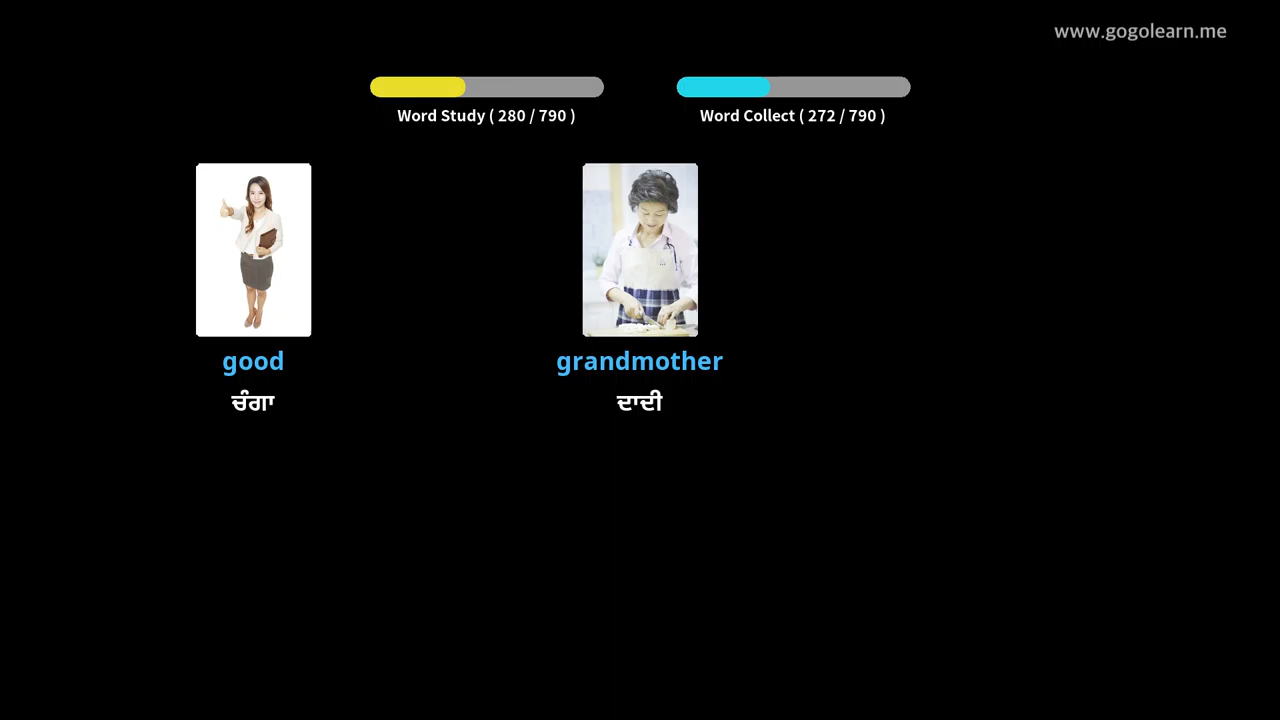 www.gogolearn.me
Word Study ( 280 / 790 )
Word Collect ( 272 / 790 )
good
grandmother
ਚੰਗਾ
ਦਾਦੀ